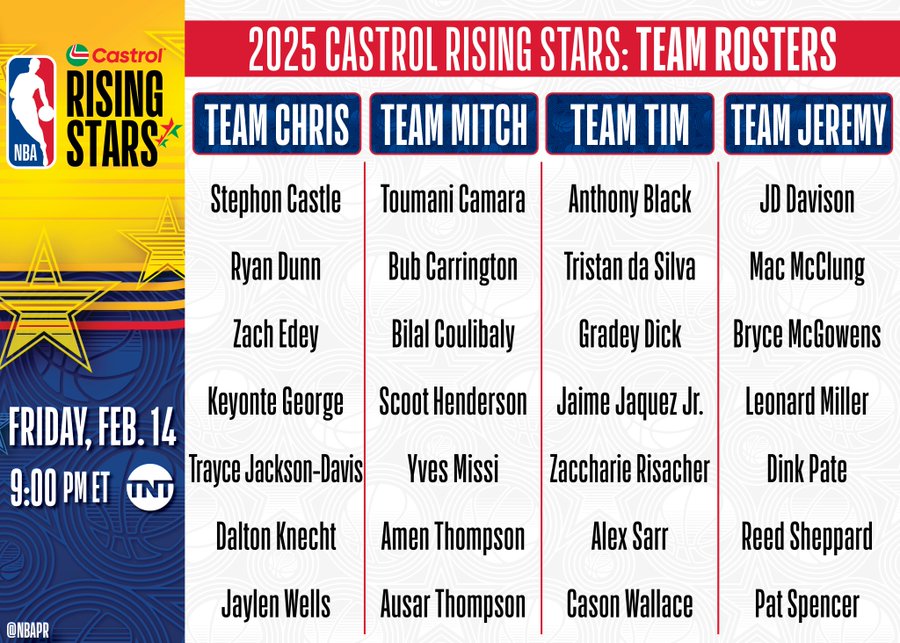 Castrol
NBA
RISING
STARS
FRIDAY, FEB. 14
9:00 PM ET
TNT
@NBAPR
2025 CASTROL RISING STARS: TEAM ROSTERS
TEAM CHRIS
Stephon Castle
Ryan Dunn
Zach Edey
Keyonte George
Trayce Jackson-Davis
Dalton Knecht
Jaylen Wells
TEAM MITCH
Toumani Camara
Bub Carrington
Bilal Coulibaly
Scoot Henderson
Yves Missi
Amen Thompson
Ausar Thompson
TEAM TIM
Anthony Black
Tristan da Silva
Gradey Dick
Jaime Jaquez Jr.
Zaccharie Risacher
Alex Sarr
Cason Wallace
TEAM JEREMY
JD Davison
Mac McClung
Bryce McGowens
Leonard Miller
Dink Pate
Reed Sheppard
Pat Spencer